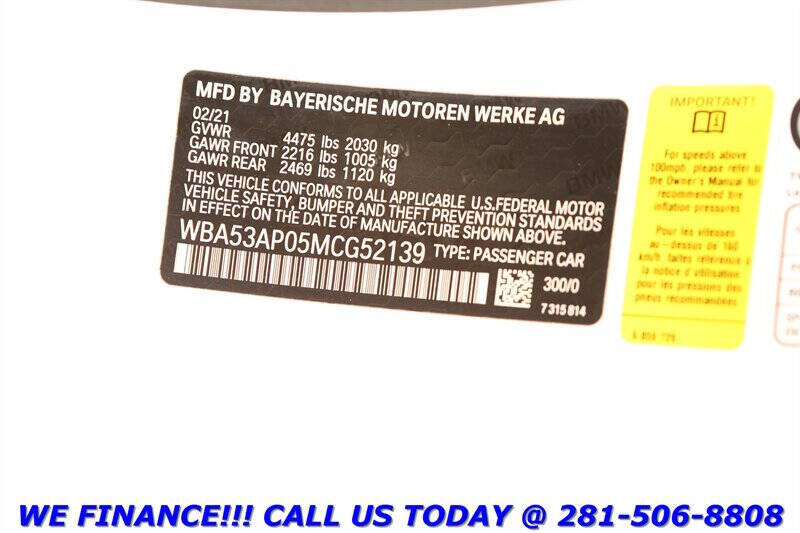 MFD BY BAYERISCHE MOTOREN WERKE AG
02/21
GVWR 4475 lbs 2030 kg
GAWR FRONT 2216 lbs 1005 kg
GAWR REAR 2469 lbs 1120 kg
THIS VEHICLE CONFORMS TO ALL APPLICABLE U.S.FEDERAL MOTOR
VEHICLE SAFETY, BUMPER AND THEFT PREVENTION STANDARDS
IN EFFECT ON THE DATE OF MANUFACTURE SHOWN ABOVE.
WBA53AP05MCG52139 TYPE: PASSENGER CAR
300/0
7315814
IMPORTANT!
For speeds above
100mph, please refer to
the Owner's Manual for
recommended tire
inflation pressures
Pour les vitesses
au-dessus de 160
km/h, faites référence à
la notice d'utilisation
pour les pressions des
pneus recommandées.
WE FINANCE!!! CALL US TODAY @ 281-506-8808